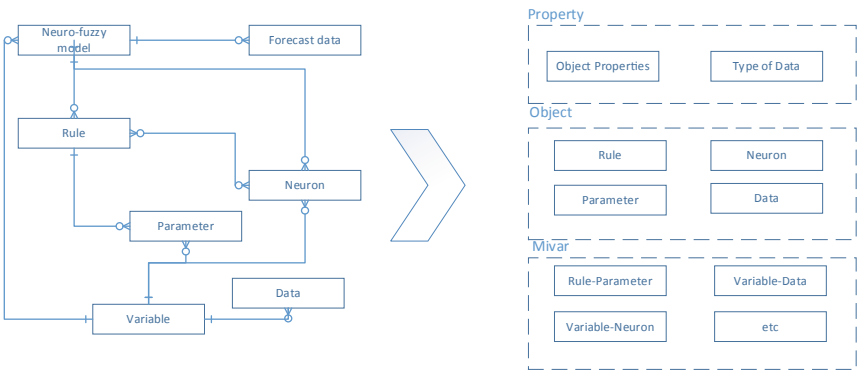 Neuro-fuzzy
model
Forecast data
Rule
Neuron
Parameter
Data
Variable
Property
Object Properties
Type of Data
Object
Rule
Neuron
Parameter
Data
Mivar
Rule-Parameter
Variable-Data
Variable-Neuron
etc